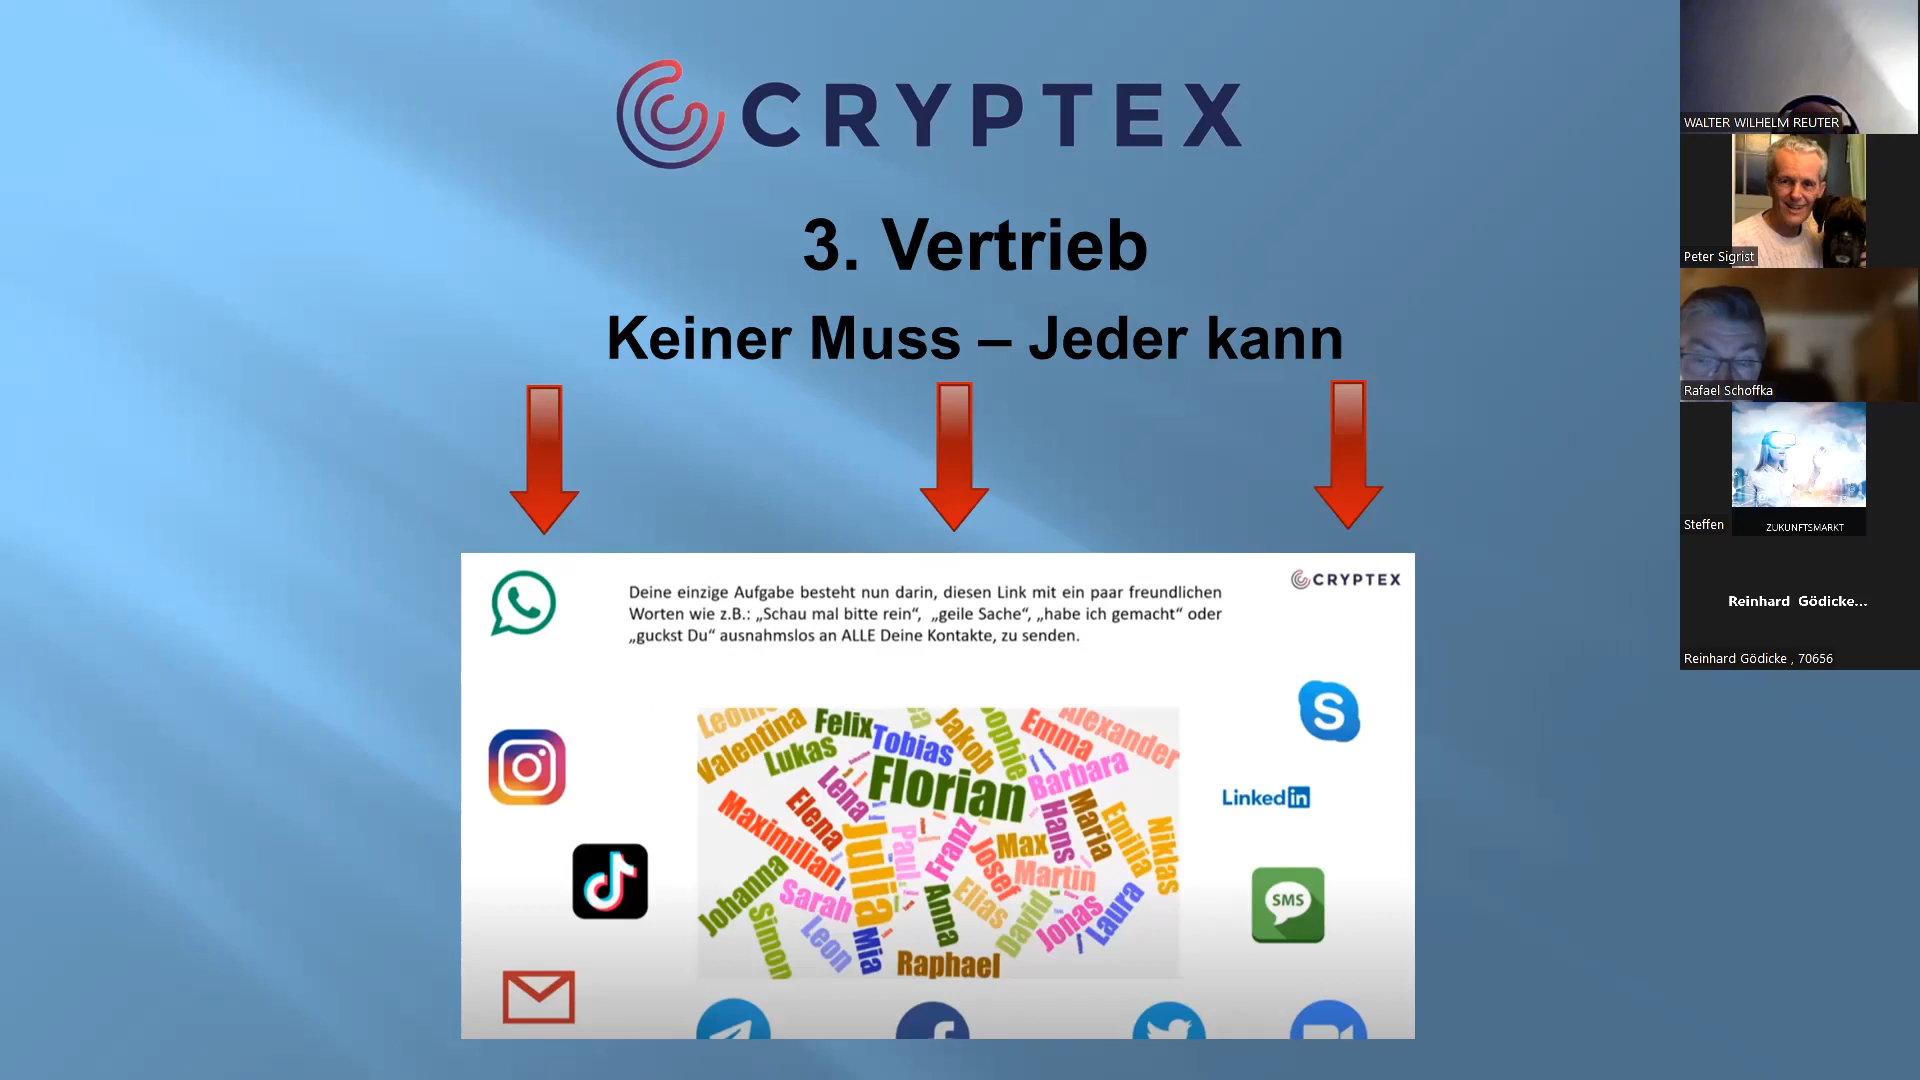 CRYPTEX
3. Vertrieb
Keiner Muss – Jeder kann
CRYPTEX
Deine einzige Aufgabe besteht nun darin, diesen Link mit ein paar freundlichen
Worten wie z.B.: „Schau mal bitte rein“, „geile Sache“, „habe ich gemacht“ oder
„guckst Du“ ausnahmslos an ALLE Deine Kontakte, zu senden.
Valentina
Felix
Lukas
Tobias
Jakob
Sophie
Emma
Alexander
Barbara
Florian
Lena
Elena
Maximilian
Julia
Paul
Franz
Josef
Max
Hans
Maria
Emilia
Niklas
Martin
Johanna
Sarah
Simon
Leon
Mia
Anna
Elias
David
Jonas
Laura
Raphael
S
Linked in
SMS
WALTER WILHELM REUTER
Peter Sigrist
Rafael Schoffka
Steffen
ZUKUNFTSMARKT
Reinhard Gödicke...
Reinhard Gödicke , 70656